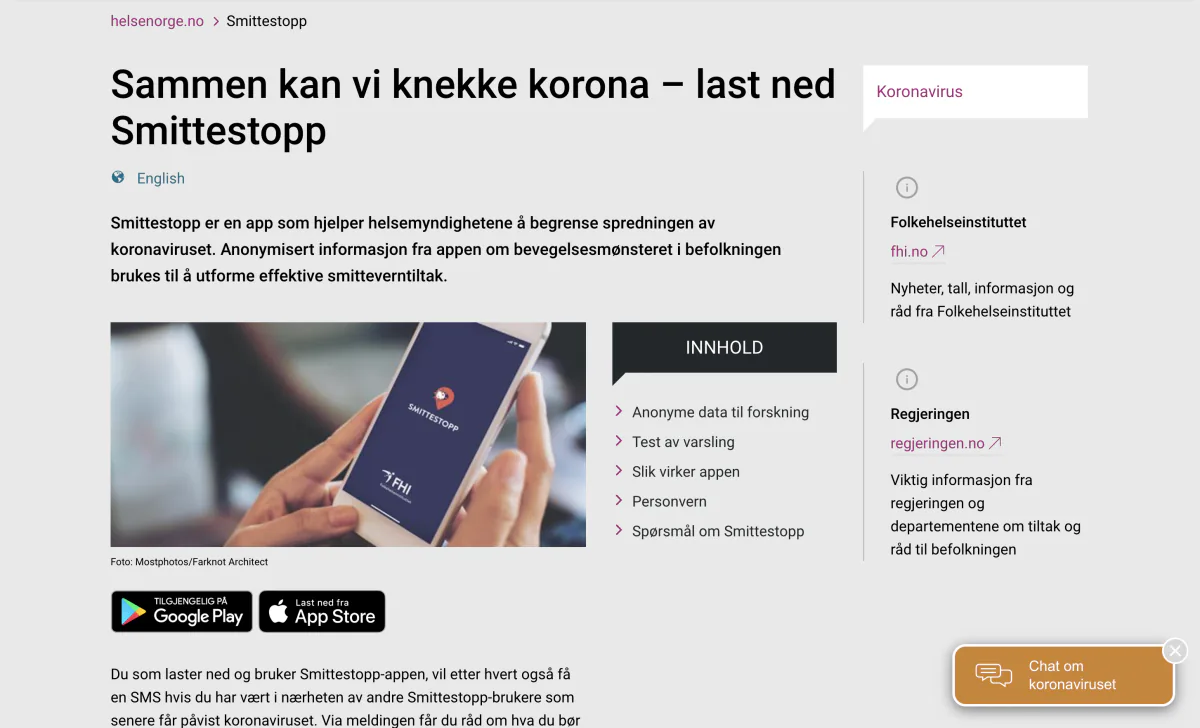 helsenorge.no > Smittestopp
Sammen kan vi knekke korona – last ned
Smittestopp
English
Smittestopp er en app som hjelper helsemyndighetene å begrense spredningen av
koronaviruset. Anonymisert informasjon fra appen om bevegelsesmønsteret i befolkningen
brukes til å utforme effektive smitteverntiltak.
SMITTESTOPP
FHI
INNHOLD
Anonyme data til forskning
Test av varsling
Slik virker appen
Personvern
Spørsmål om Smittestopp
Foto: Mostphotos/Farknot Architect
TILGJENGELIG PÅ
Google Play
Last ned fra
App Store
Du som laster ned og bruker Smittestopp-appen, vil etter hvert også få
en SMS hvis du har vært i nærheten av andre Smittestopp-brukere som
senere får påvist koronaviruset. Via meldingen får du råd om hva du bør
Koronavirus
Folkehelseinstituttet
fhi.no
Nyheter, tall, informasjon og
råd fra Folkehelseinstituttet
Regjeringen
regjeringen.no
Viktig informasjon fra
regjeringen og
departementene om tiltak og
råd til befolkningen
Chat om
koronaviruset